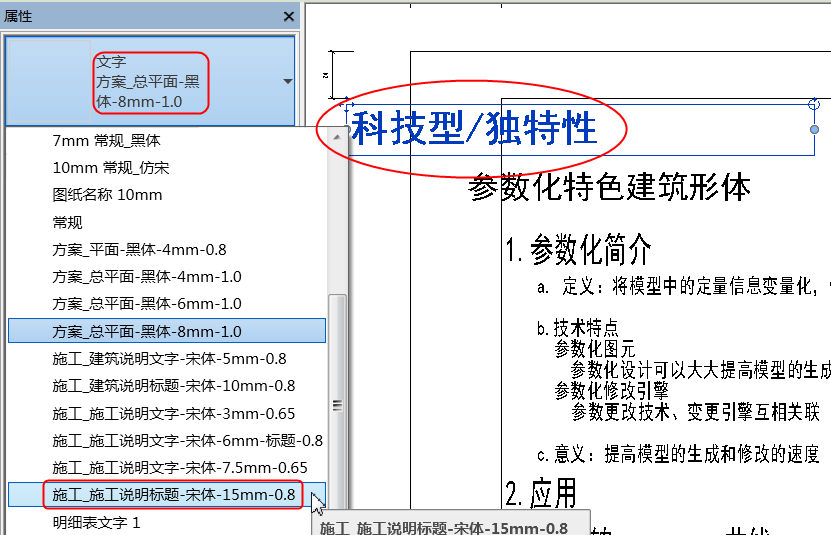 属性
文字
方案_总平面-黑
体-8mm-1.0
7mm 常规_黑体
10mm 常规_仿宋
图纸名称 10mm
常规
方案_平面-黑体-4mm-0.8
方案_总平面-黑体-4mm-1.0
方案_总平面-黑体-6mm-1.0
方案_总平面-黑体-8mm-1.0
施工_建筑说明文字-宋体-5mm-0.8
施工_建筑说明标题-宋体-10mm-0.8
施工_施工说明文字-宋体-3mm-0.65
施工_施工说明文字-宋体-6mm-标题-0.8
施工_施工说明文字-宋体-7.5mm-0.65
施工_施工说明标题-宋体-15mm-0.8
明细表文字 1
施工_施工说明标题-宋体-15mm-0.8
科技型/独特性
参数化特色建筑形体
1.参数化简介
a. 定义：将模型中的定量信息变量化，
b.技术特点
参数化图元
参数化设计可以大大提高模型的生成
参数化修改引擎
参数更改技术、变更引擎互相关联
c.意义：提高模型的生成和修改的速度
2.应用